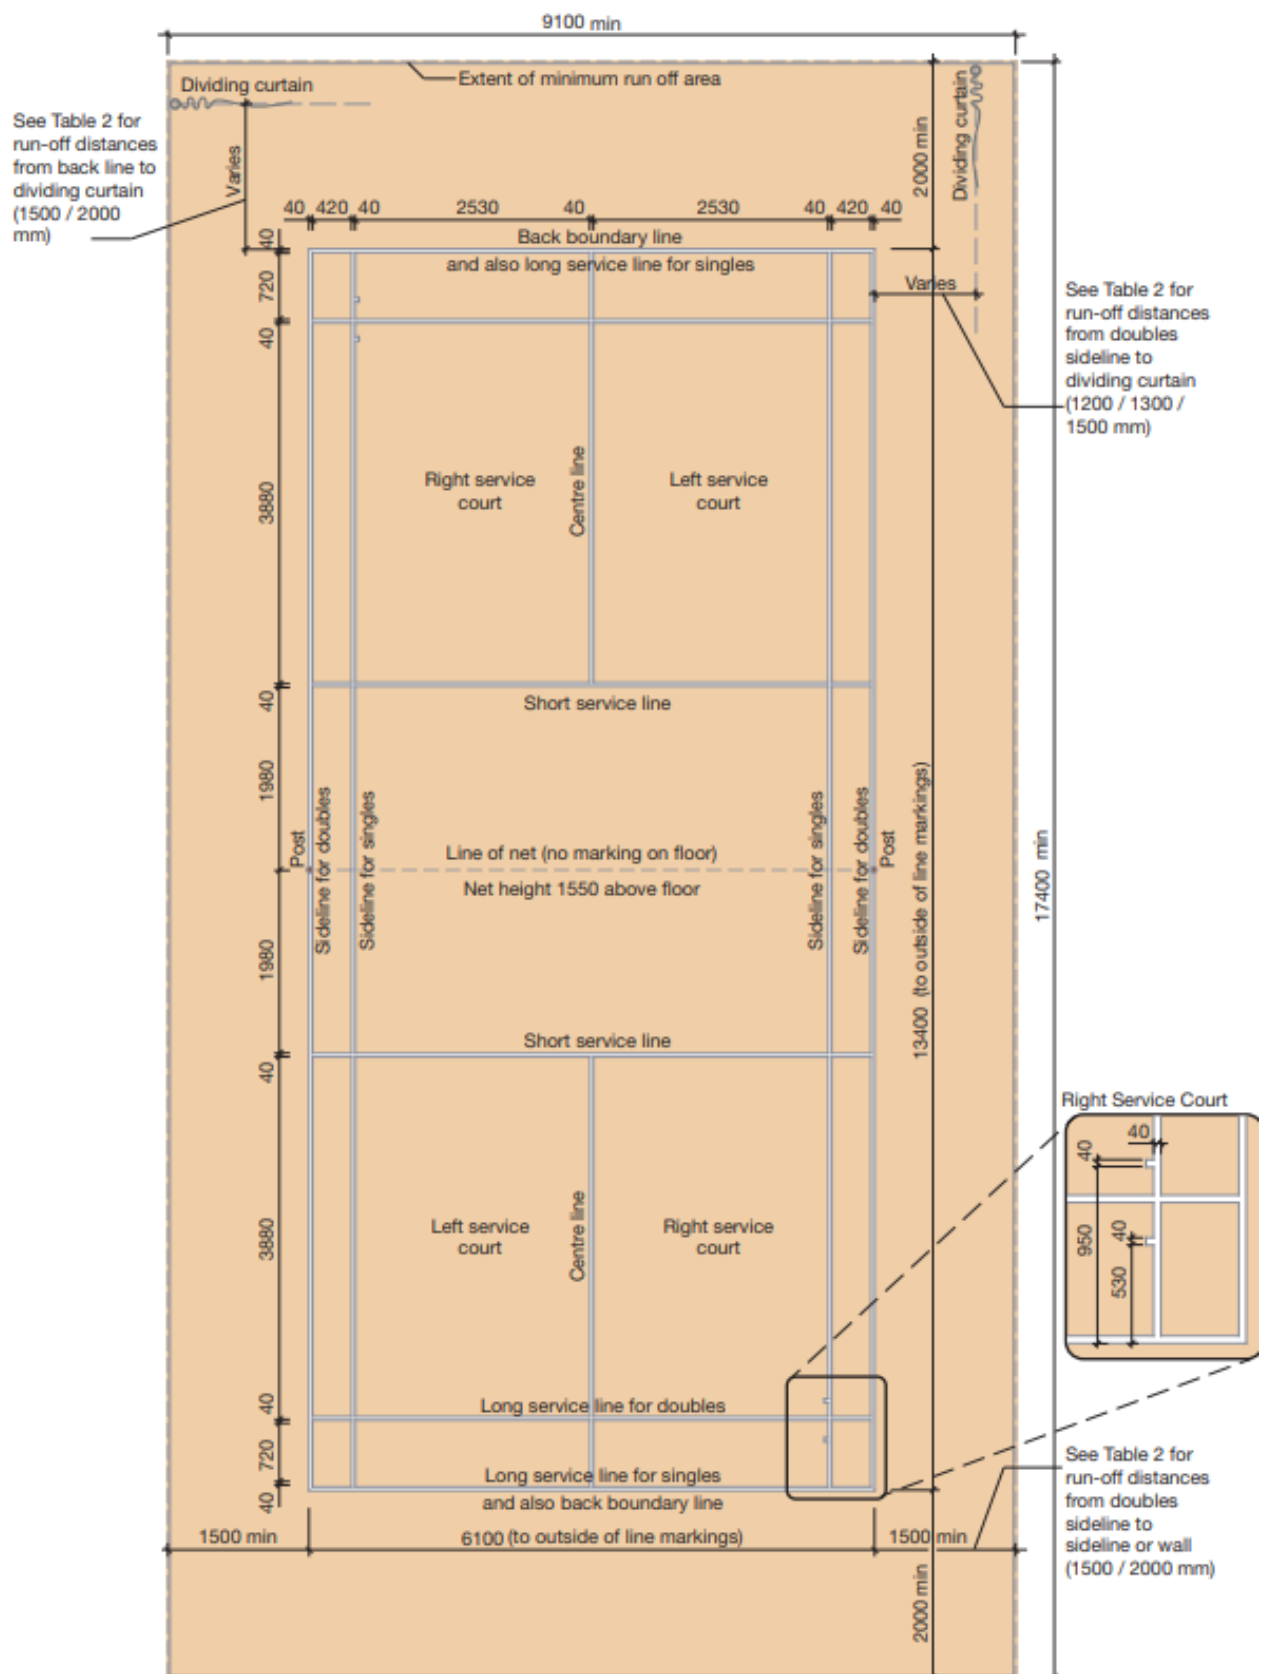 9100 min
Extent of minimum run off area
Dividing curtain
Dividing curtain
See Table 2 for
run-off distances
from back line to
dividing curtain
(1500 / 2000
mm)
Varies
2000 min
40 420 40 2530 40 2530 40 420 40
Back boundary line
and also long service line for singles
40
720
40
Varies
See Table 2 for
run-off distances
from doubles
sideline to
dividing curtain
(1200 / 1300 /
1500 mm)
3880
Right service
court
Centre line
Left service
court
40
Short service line
1980
Post
Sideline for doubles
Sideline for singles
Line of net (no marking on floor)
Net height 1550 above floor
Sideline for singles
Sideline for doubles
Post
13400 (to outside of line markings)
17400 min
1980
Short service line
40
3880
Left service
court
Centre line
Right service
court
Right Service Court
40
40
950
40
530
40
Long service line for doubles
720
Long service line for singles
40
and also back boundary line
See Table 2 for
run-off distances
from doubles
sideline to
sideline or wall
(1500 / 2000 mm)
1500 min
6100 (to outside of line markings)
1500 min
2000 min